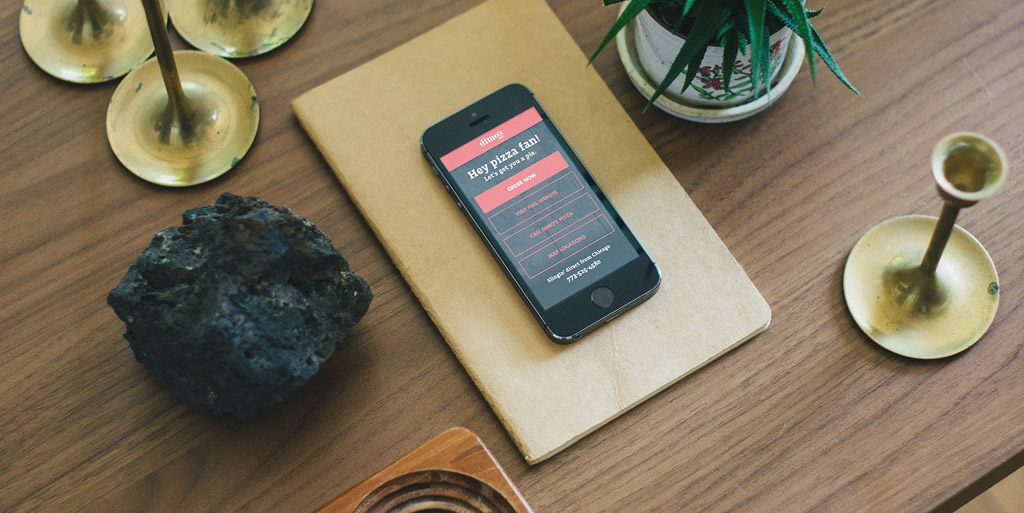 dimo's
Hey pizza fan!
Let's get you a pie.
ORDER NOW
VISIT FULL WEBSITE
CALL DIMO'S PIZZA
MAP LOCATIONS
Slingin' direct from Chicago
773-525-4580